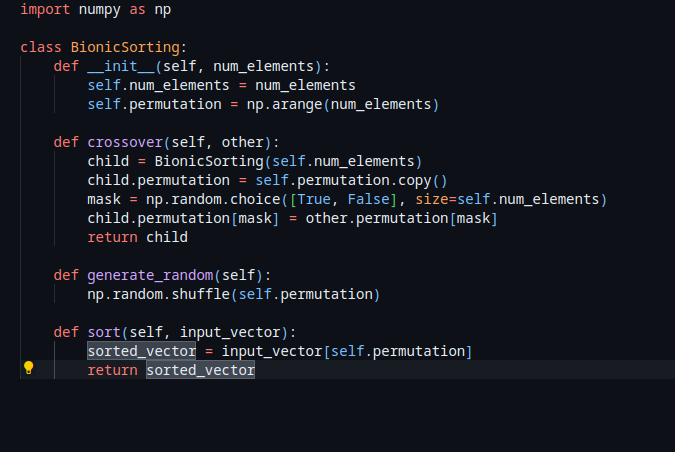 import numpy as np
class BionicSorting:
def __init__(self, num_elements):
self.num_elements = num_elements
self.permutation = np.arange(num_elements)
def crossover(self, other):
child = BionicSorting(self.num_elements)
child.permutation = self.permutation.copy()
mask = np.random.choice([True, False], size=self.num_elements)
child.permutation[mask] = other.permutation[mask]
return child
def generate_random(self):
np.random.shuffle(self.permutation)
def sort(self, input_vector):
sorted_vector = input_vector[self.permutation]
return sorted_vector